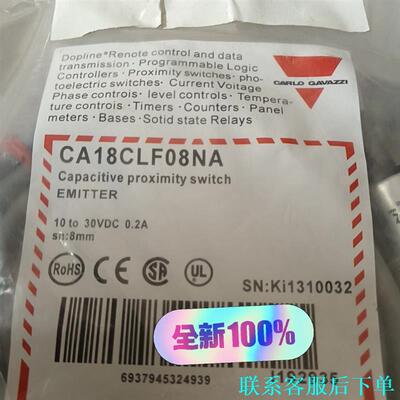 Dopline®Renote control and data
transmission · Programmable Logic
Controllers · Proximity switches · pho-
toelectric switches · Current Voltage
Phase controls · level controls · Tempera-
ture controls · Timers · Counters · Panel
meters · Bases · Sotid state Relays
CARLO GAVAZZI
CA18CLF08NA
Capacitive proximity switch
EMITTER
10 to 30VDC 0.2A
sn:8mm
RoHS
CE
SA
UL
SN:Ki1310032
全新100%
6937945324939
联系客服后下单